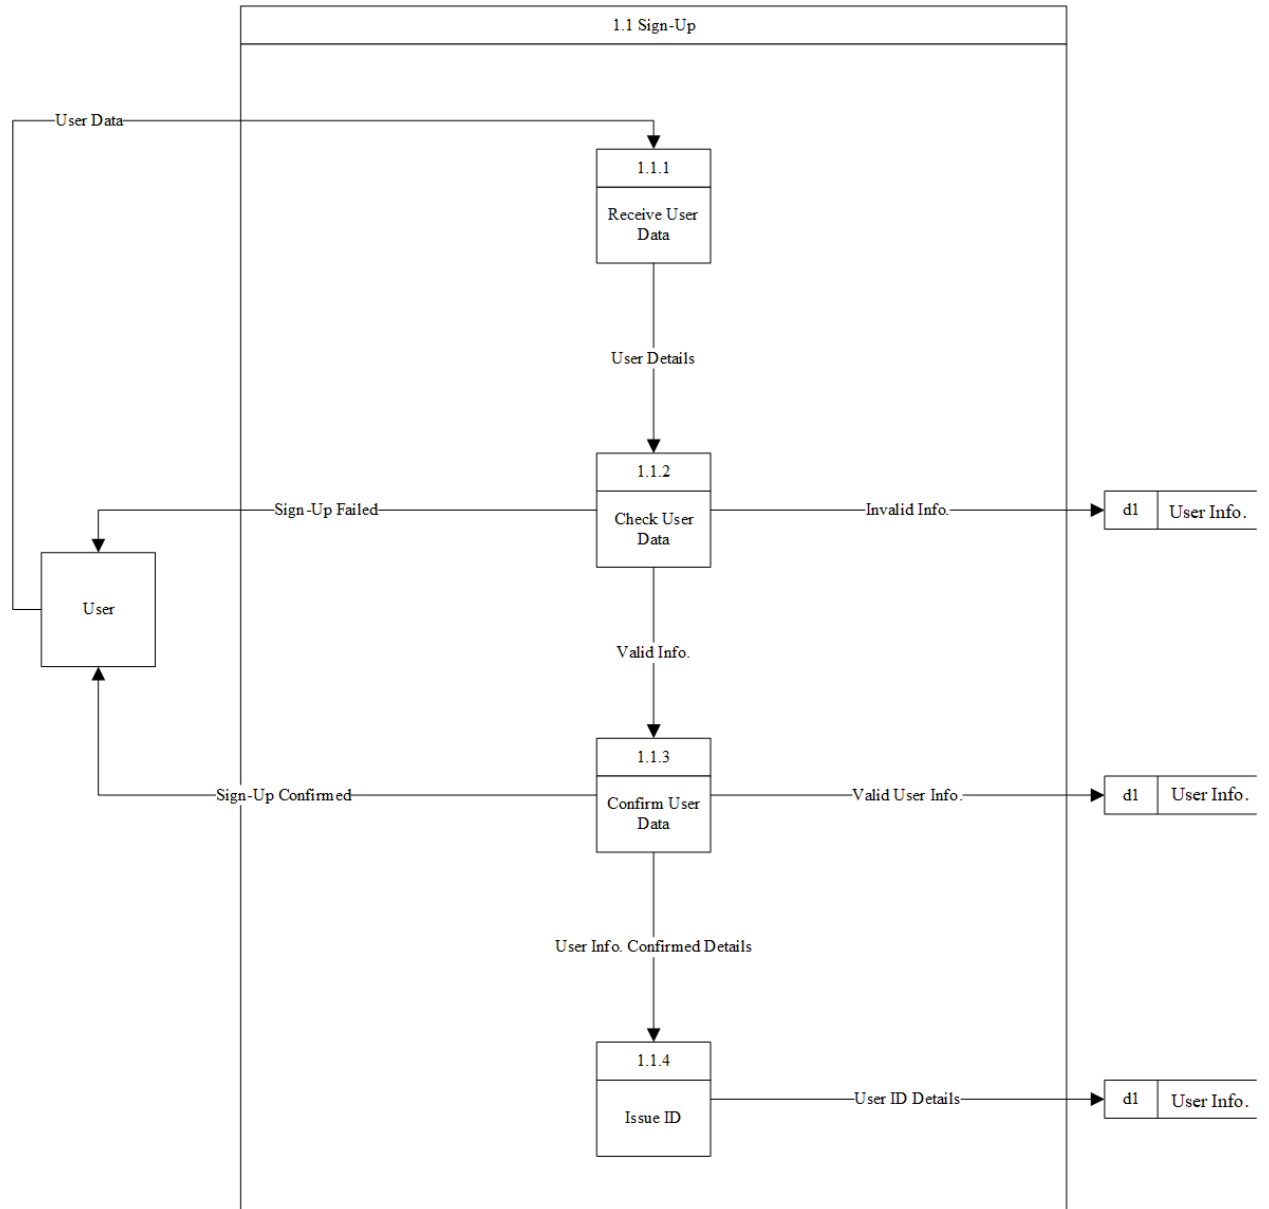 1.1 Sign-Up
User Data
1.1.1
Receive User
Data
User Details
1.1.2
Sign-Up Failed
Invalid Info.
d1
User Info.
Check User
Data
User
Valid Info.
1.1.3
Sign-Up Confirmed
Valid User Info.
d1
User Info.
Confirm User
Data
User Info. Confirmed Details
1.1.4
User ID Details
d1
User Info.
Issue ID